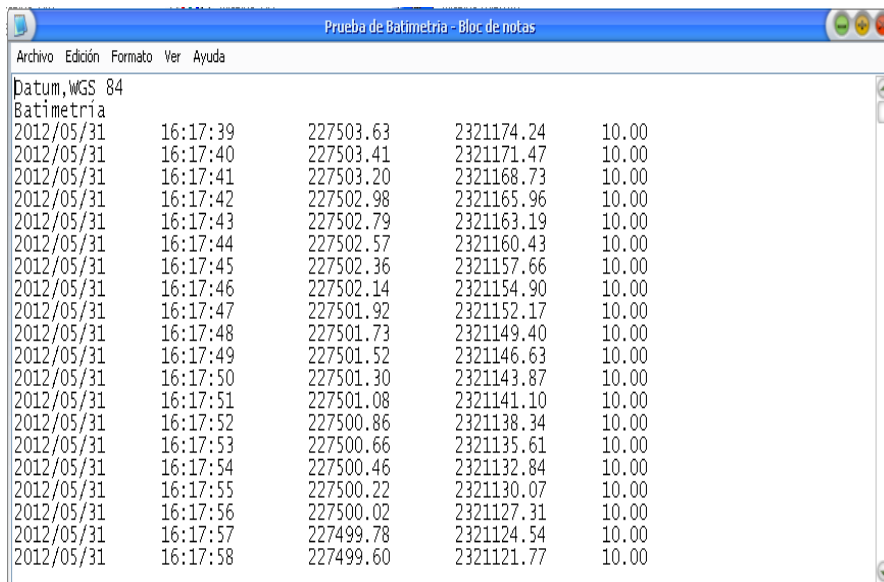 Prueba de Batimetria - Bloc de notas
Archivo Edición Formato Ver Ayuda
Datum,WGS 84
Batimetría
2012/05/31 16:17:39 227503.63 2321174.24 10.00
2012/05/31 16:17:40 227503.41 2321171.47 10.00
2012/05/31 16:17:41 227503.20 2321168.73 10.00
2012/05/31 16:17:42 227502.98 2321165.96 10.00
2012/05/31 16:17:43 227502.79 2321163.19 10.00
2012/05/31 16:17:44 227502.57 2321160.43 10.00
2012/05/31 16:17:45 227502.36 2321157.66 10.00
2012/05/31 16:17:46 227502.14 2321154.90 10.00
2012/05/31 16:17:47 227501.92 2321152.17 10.00
2012/05/31 16:17:48 227501.73 2321149.40 10.00
2012/05/31 16:17:49 227501.52 2321146.63 10.00
2012/05/31 16:17:50 227501.30 2321143.87 10.00
2012/05/31 16:17:51 227501.08 2321141.10 10.00
2012/05/31 16:17:52 227500.86 2321138.34 10.00
2012/05/31 16:17:53 227500.66 2321135.61 10.00
2012/05/31 16:17:54 227500.46 2321132.84 10.00
2012/05/31 16:17:55 227500.22 2321130.07 10.00
2012/05/31 16:17:56 227500.02 2321127.31 10.00
2012/05/31 16:17:57 227499.78 2321124.54 10.00
2012/05/31 16:17:58 227499.60 2321121.77 10.00